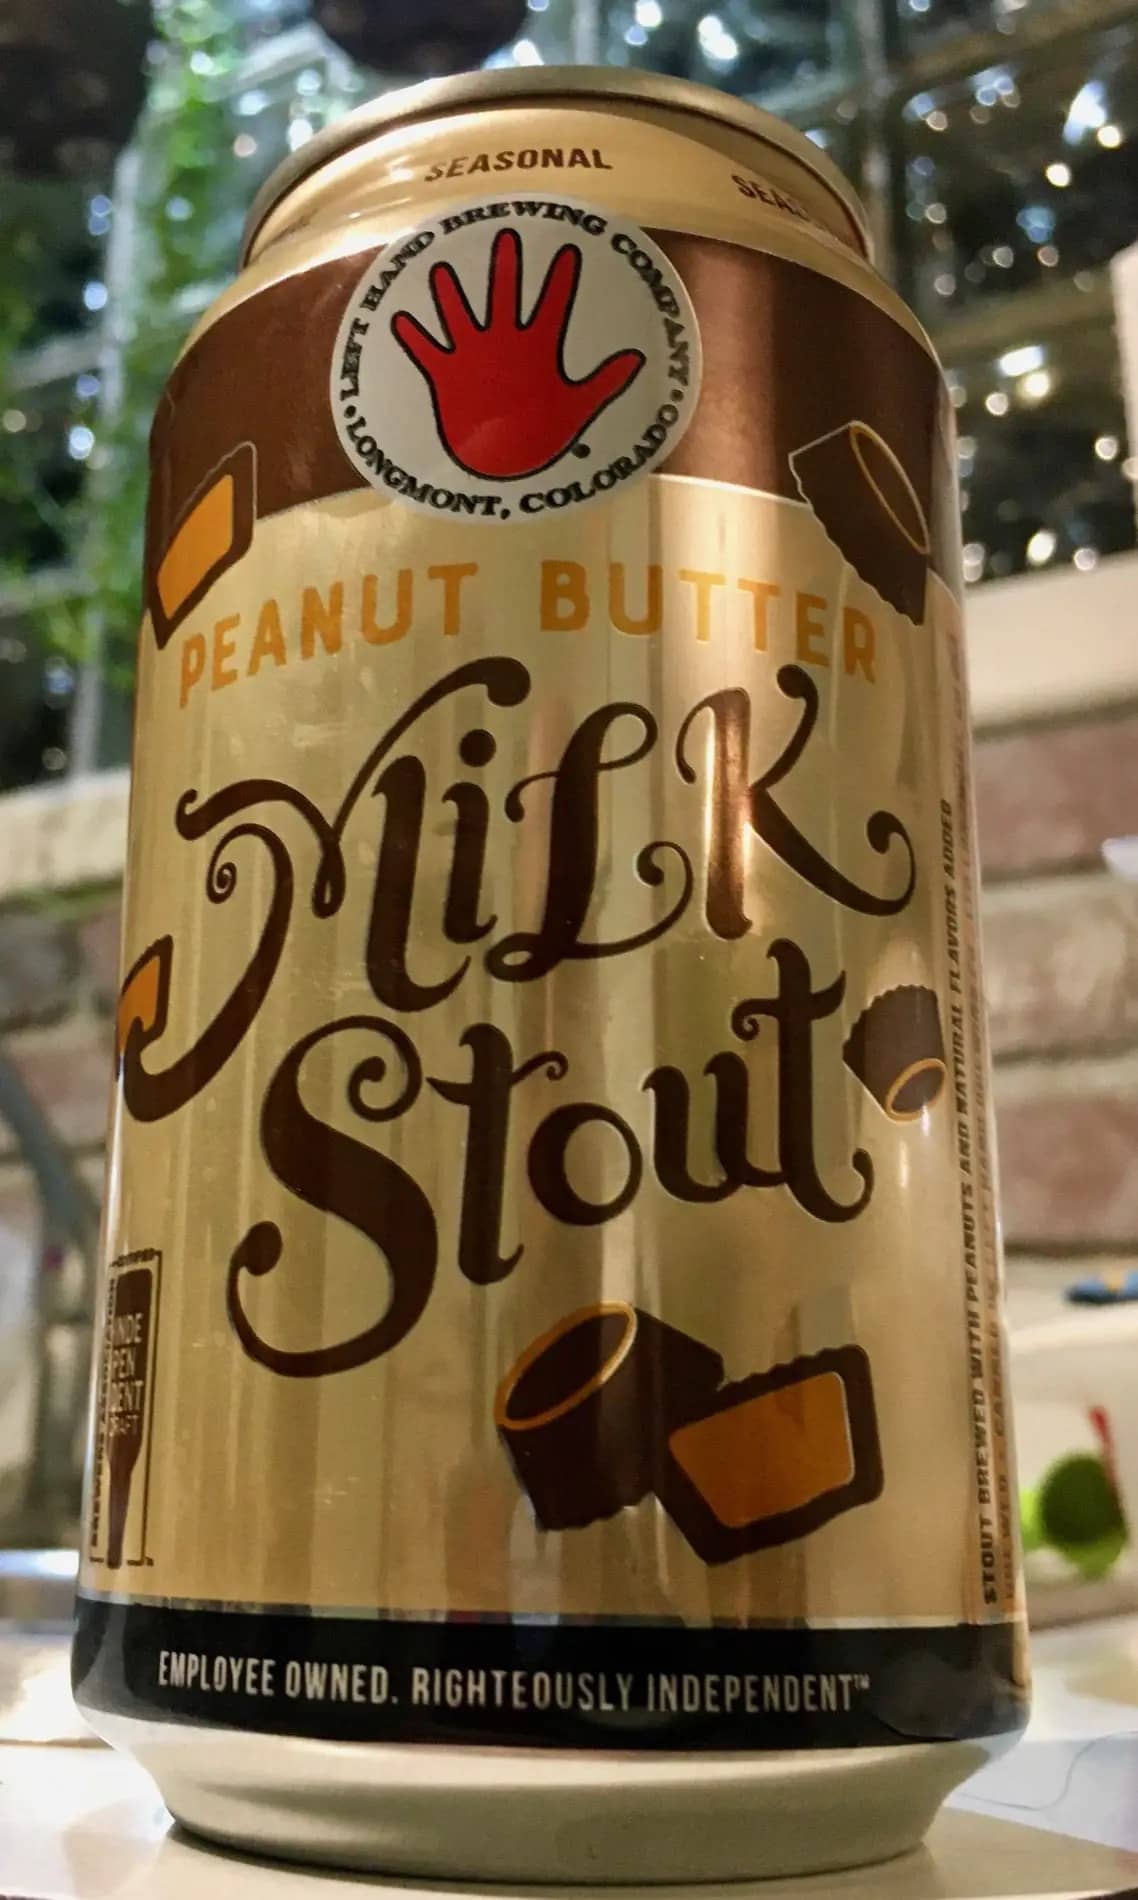 SEASONAL
LEFT HAND BREWING COMPANY
• LONGMONT, COLORADO •
PEANUT BUTTER
MiLK
Stout
INDE
PEN
DENT
CRAFT
STOUT BREWED WITH PEANUTS AND NATURAL FLAVORS ADDED
EMPLOYEE OWNED. RIGHTEOUSLY INDEPENDENT™